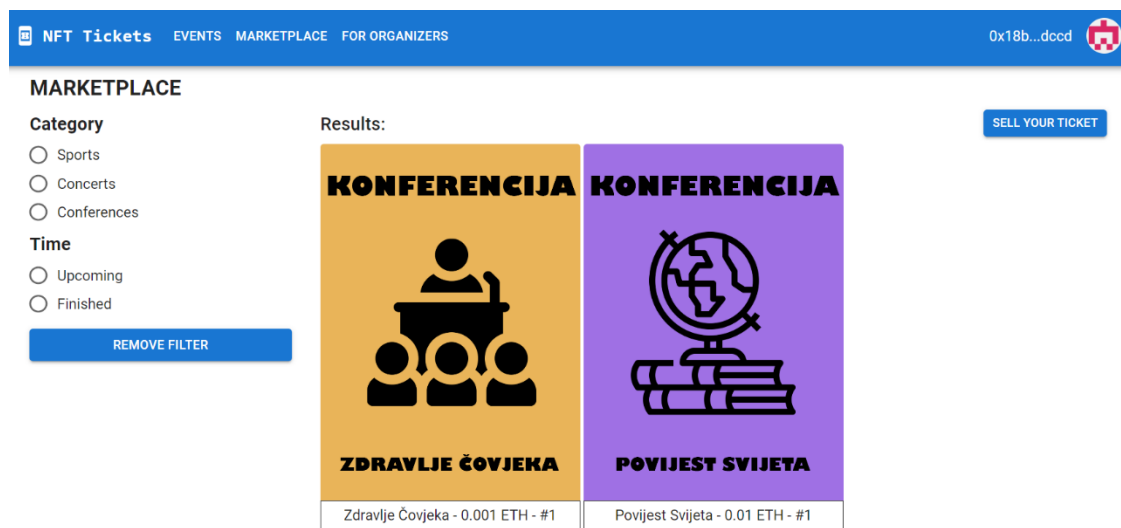 NFT Tickets EVENTS MARKETPLACE FOR ORGANIZERS 0x18b...dccd
MARKETPLACE
Category
Sports
Concerts
Conferences
Time
Upcoming
Finished
REMOVE FILTER
Results:
SELL YOUR TICKET
KONFERENCIJA
ZDRAVLJE ČOVJEKA
Zdravlje Čovjeka - 0.001 ETH - #1
KONFERENCIJA
POVIJEST SVIJETA
Povijest Svijeta - 0.01 ETH - #1